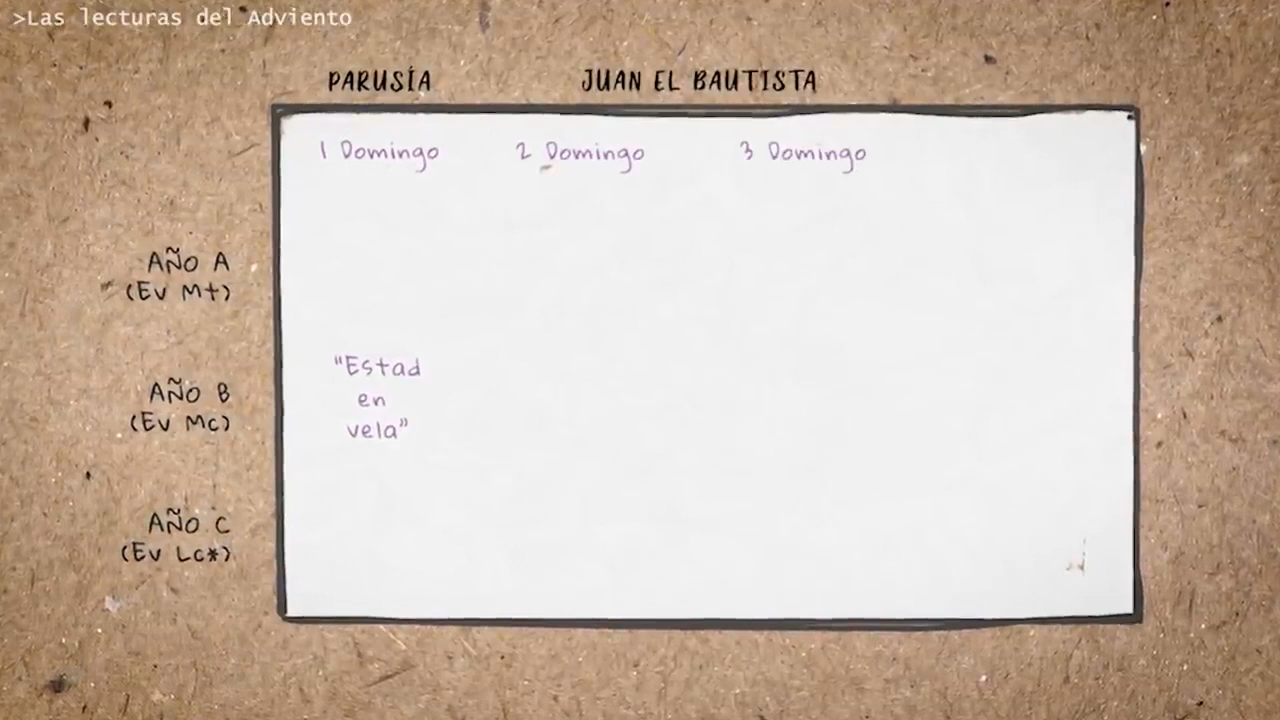 >Las lecturas del Adviento
PARUSÍA JUAN EL BAUTISTA
1 Domingo 2 Domingo 3 Domingo
AÑO A
(Ev Mt)
"Estad
en
vela"
AÑO B
(Ev Mc)
AÑO C
(Ev Lc*)